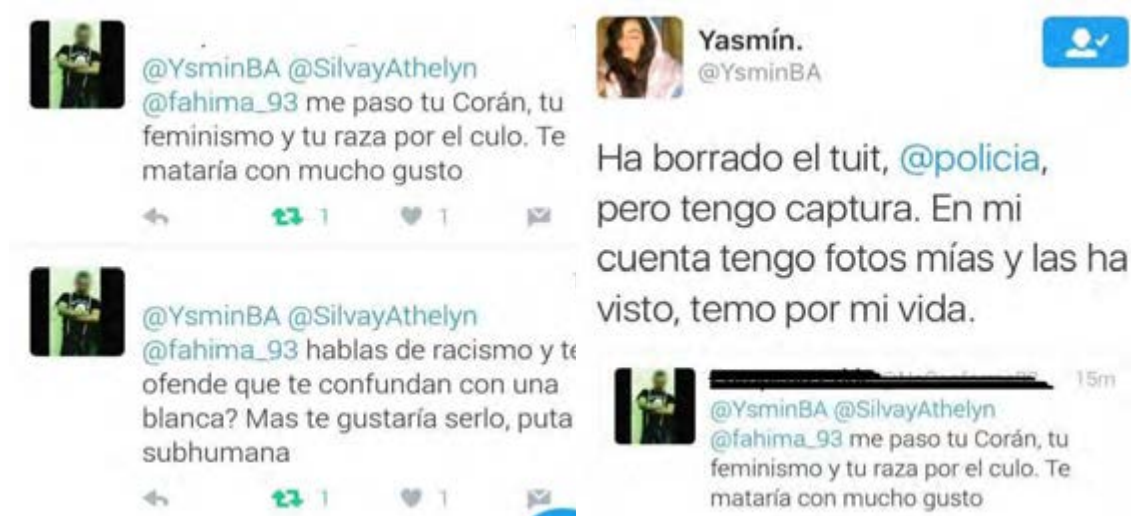 @YsminBA @SilvayAthelyn
@fahima_93 me paso tu Corán, tu
feminismo y tu raza por el culo. Te
mataría con mucho gusto
1 1
@YsminBA @SilvayAthelyn
@fahima_93 hablas de racismo y te
ofende que te confundan con una
blanca? Mas te gustaría serlo, puta
subhumana
1 1
Yasmín.
@YsminBA
Ha borrado el tuit, @policia,
pero tengo captura. En mi
cuenta tengo fotos mías y las ha
visto, temo por mi vida.
15m
@YsminBA @SilvayAthelyn
@fahima_93 me paso tu Corán, tu
feminismo y tu raza por el culo. Te
mataría con mucho gusto